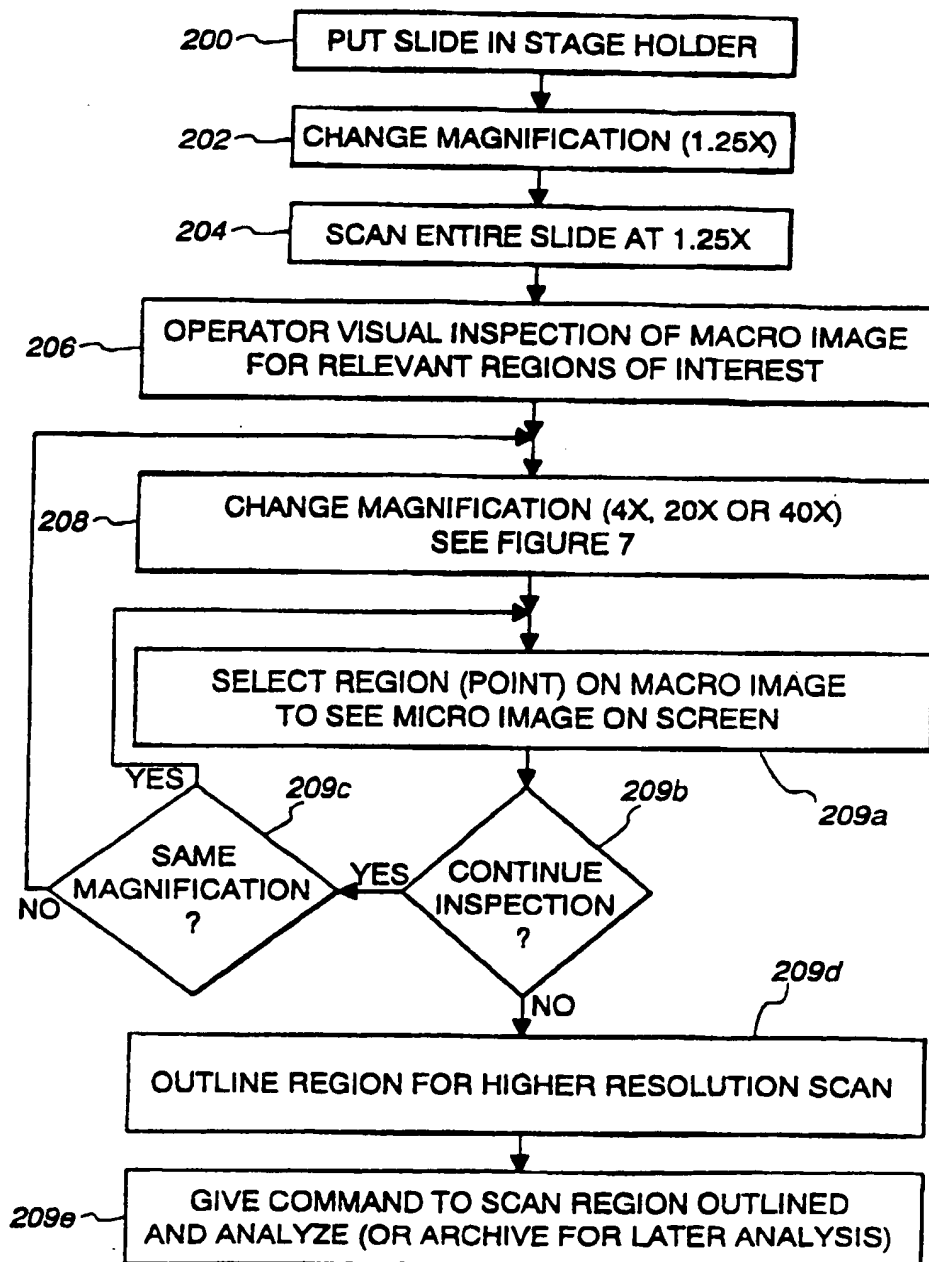 200
PUT SLIDE IN STAGE HOLDER
202
CHANGE MAGNIFICATION (1.25X)
204
SCAN ENTIRE SLIDE AT 1.25X
206
OPERATOR VISUAL INSPECTION OF MACRO IMAGE
FOR RELEVANT REGIONS OF INTEREST
208
CHANGE MAGNIFICATION (4X, 20X OR 40X)
SEE FIGURE 7
SELECT REGION (POINT) ON MACRO IMAGE
TO SEE MICRO IMAGE ON SCREEN
209a
YES
209c
SAME
MAGNIFICATION
?
NO
YES
209b
CONTINUE
INSPECTION
?
NO
209d
OUTLINE REGION FOR HIGHER RESOLUTION SCAN
209e
GIVE COMMAND TO SCAN REGION OUTLINED
AND ANALYZE (OR ARCHIVE FOR LATER ANALYSIS)